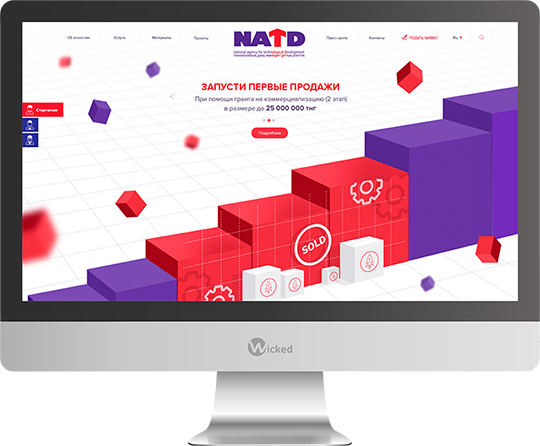 NATD
national agency for technological development
Об агентстве
Услуги
Материалы
Проекты
Пресс-центр
Контакты
ПОДАТЬ ЗАЯВКУ
Ru
Стартапам
ЗАПУСТИ ПЕРВЫЕ ПРОДАЖИ
При помощи гранта на коммерциализацию (2 этап)
в размере до 25 000 000 тнг
Подробнее
SOLD
Wicked